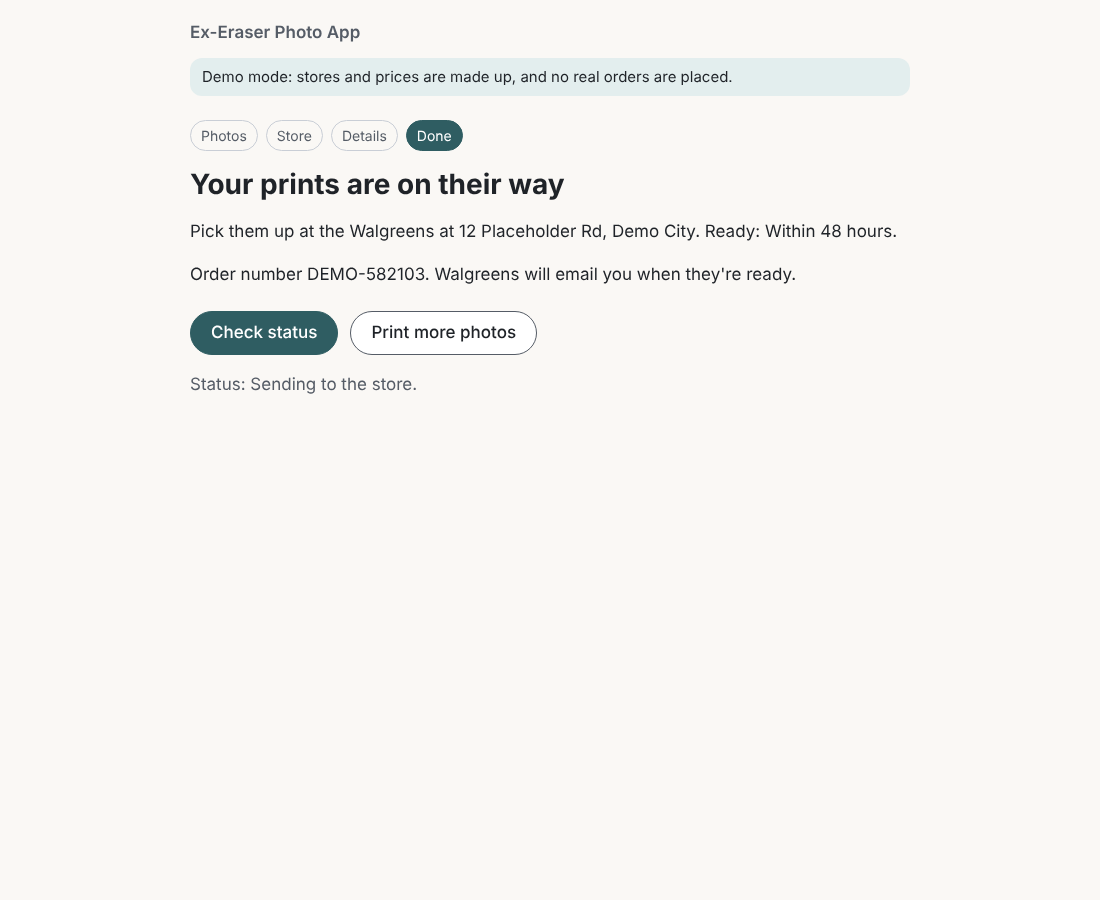 Ex-Eraser Photo App
Demo mode: stores and prices are made up, and no real orders are placed.
Photos
Store
Details
Done
Your prints are on their way
Pick them up at the Walgreens at 12 Placeholder Rd, Demo City. Ready: Within 48 hours.
Order number DEMO-582103. Walgreens will email you when they're ready.
Check status
Print more photos
Status: Sending to the store.